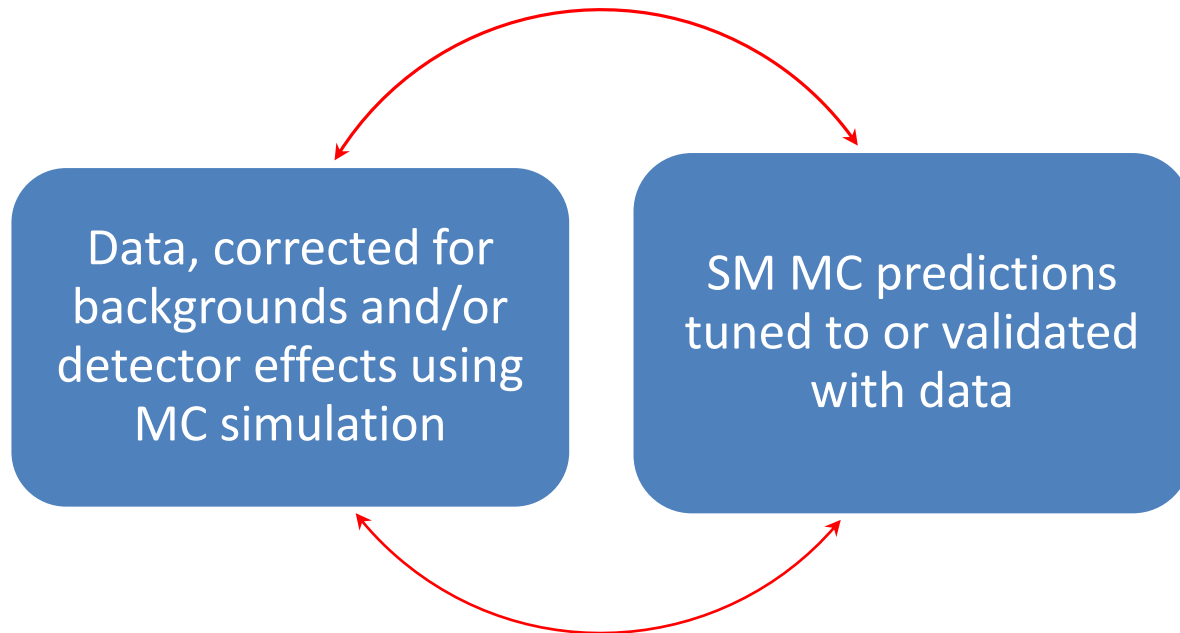 Data, corrected for
backgrounds and/or
detector effects using
MC simulation
SM MC predictions
tuned to or validated
with data